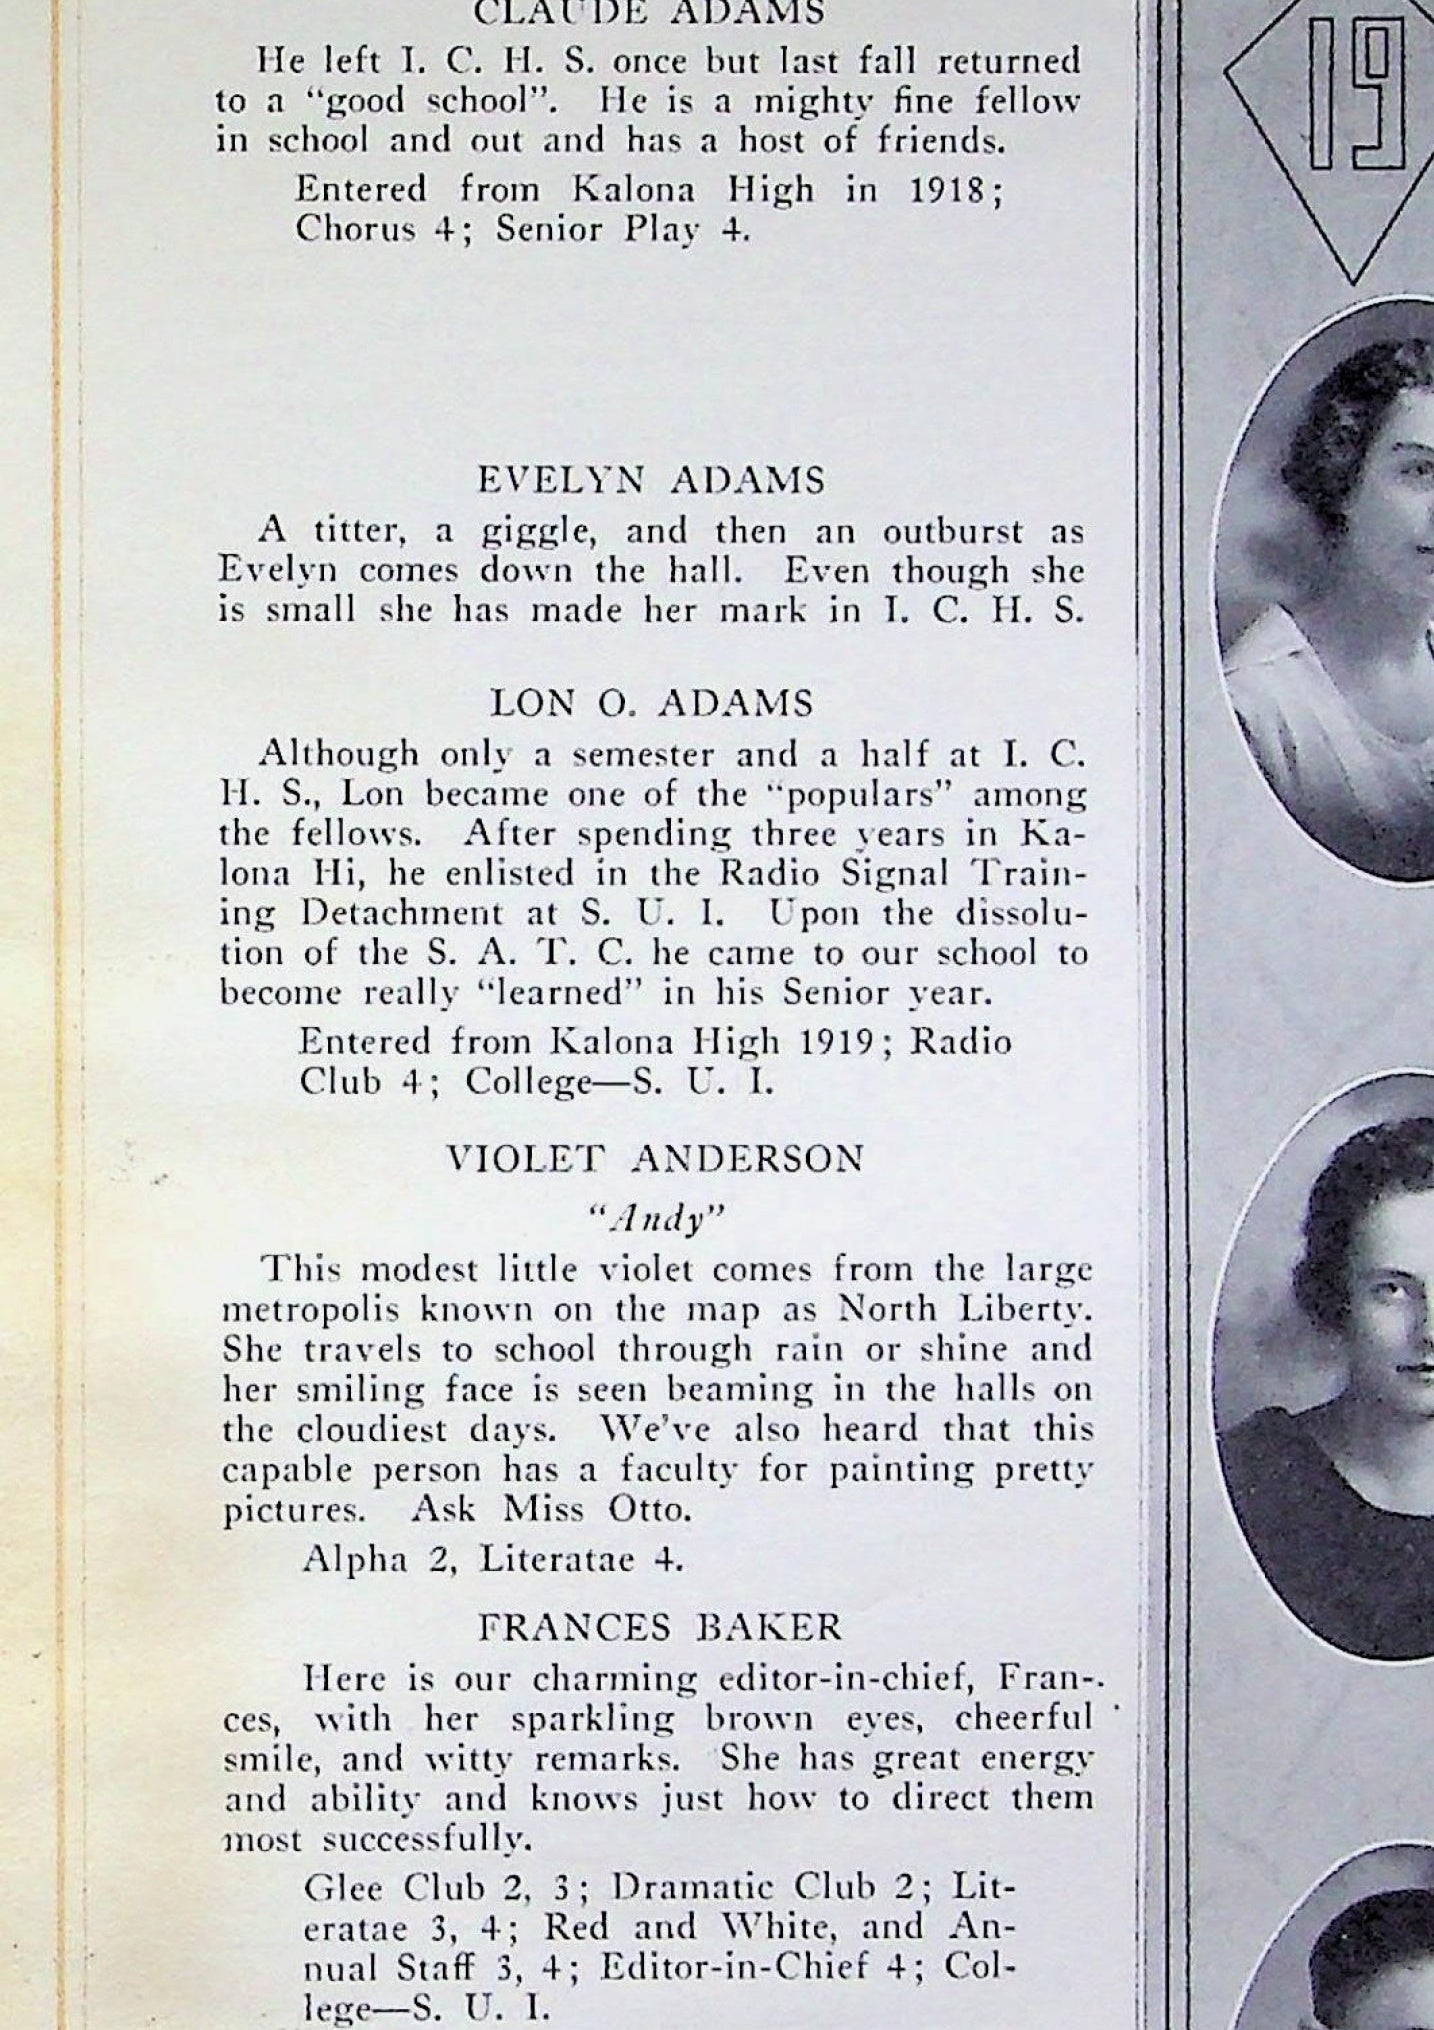 CLAUDE ADAMS
He left I. C. H. S. once but last fall returned
to a “good school”. He is a mighty fine fellow
in school and out and has a host of friends.
Entered from Kalona High in 1918;
Chorus 4; Senior Play 4.
EVELYN ADAMS
A titter, a giggle, and then an outburst as
Evelyn comes down the hall. Even though she
is small she has made her mark in I. C. H. S.
LON O. ADAMS
Although only a semester and a half at I. C.
H. S., Lon became one of the “populars” among
the fellows. After spending three years in Ka-
lona Hi, he enlisted in the Radio Signal Train-
ing Detachment at S. U. I. Upon the dissolu-
tion of the S. A. T. C. he came to our school to
become really “learned” in his Senior year.
Entered from Kalona High 1919; Radio
Club 4; College—S. U. I.
VIOLET ANDERSON
“Andy”
This modest little violet comes from the large
metropolis known on the map as North Liberty.
She travels to school through rain or shine and
her smiling face is seen beaming in the halls on
the cloudiest days. We've also heard that this
capable person has a faculty for painting pretty
pictures. Ask Miss Otto.
Alpha 2, Literatae 4.
FRANCES BAKER
Here is our charming editor-in-chief, Fran-
ces, with her sparkling brown eyes, cheerful
smile, and witty remarks. She has great energy
and ability and knows just how to direct them
most successfully.
Glee Club 2, 3; Dramatic Club 2; Lit-
eratae 3, 4; Red and White, and An-
nual Staff 3, 4; Editor-in-Chief 4; Col-
lege—S. U. I.
19